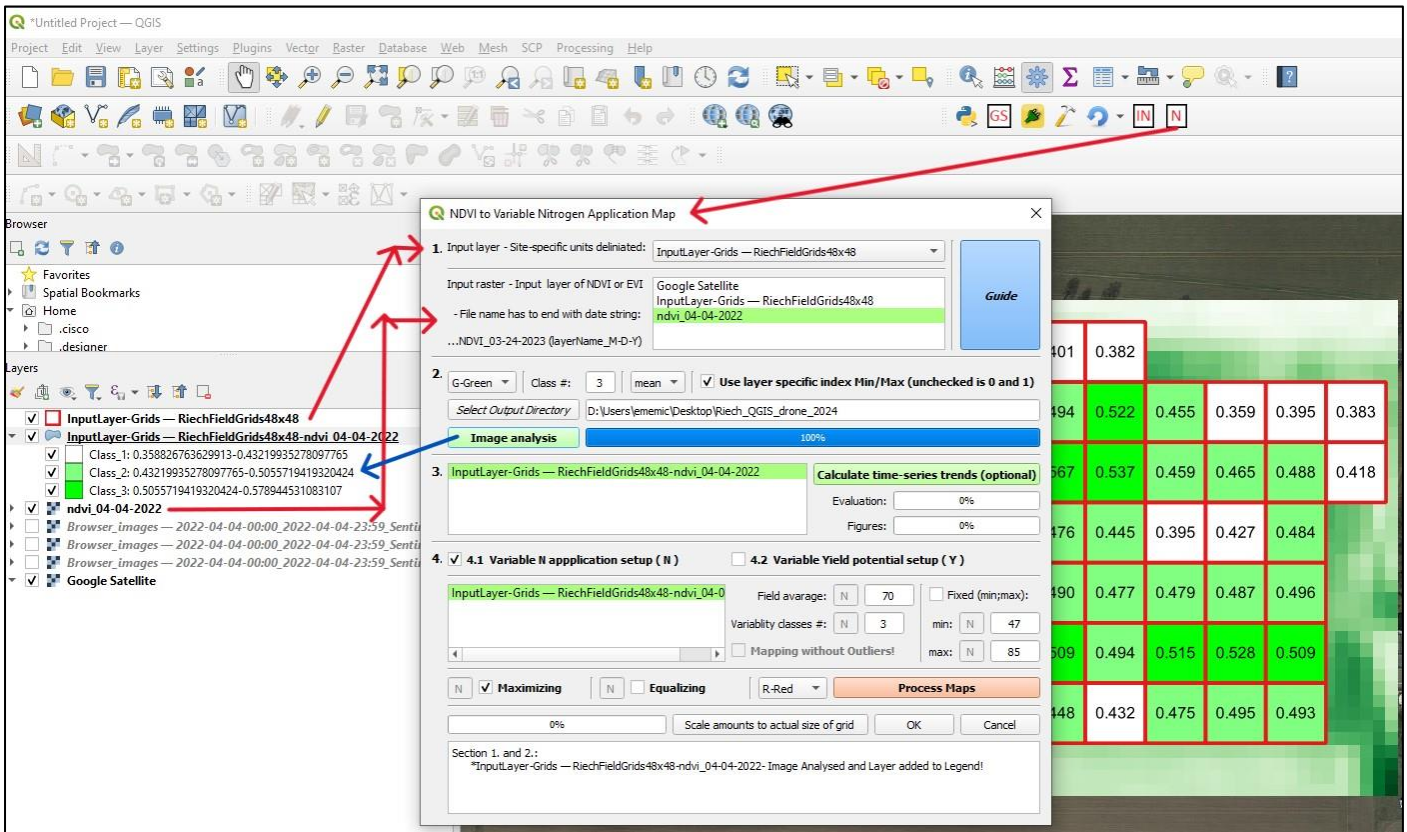 *Untitled Project — QGIS
Project Edit View Layer Settings Plugins Vector Raster Database Web Mesh SCP Processing Help
GS IN N
Browser
Favorites
Spatial Bookmarks
Home
.cisco
.designer
Layers
InputLayer-Grids — RiechFieldGrids48x48
InputLayer-Grids — RiechFieldGrids48x48-ndvi_04-04-2022
Class_1: 0.358826763629913-0.43219935278097765
Class_2: 0.43219935278097765-0.5055719419320424
Class_3: 0.5055719419320424-0.578944531083107
ndvi_04-04-2022
Browser_images — 2022-04-04-00:00_2022-04-04-23:59_Senti
Browser_images — 2022-04-04-00:00_2022-04-04-23:59_Senti
Browser_images — 2022-04-04-00:00_2022-04-04-23:59_Senti
Google Satellite
NDVI to Variable Nitrogen Application Map
1. Input layer - Site-specific units deliniated: InputLayer-Grids — RiechFieldGrids48x48
Guide
Input raster - Input layer of NDVI or EVI
- File name has to end with date string:
...NDVI_03-24-2023 (layerName_M-D-Y)
Google Satellite
InputLayer-Grids — RiechFieldGrids48x48
ndvi_04-04-2022
2. G-Green Class #: 3 mean Use layer specific index Min/Max (unchecked is 0 and 1)
Select Output Directory D:\Users\ememic\Desktop\Riech_QGIS_drone_2024
Image analysis 100%
3. InputLayer-Grids — RiechFieldGrids48x48-ndvi_04-04-2022 Calculate time-series trends (optional)
Evaluation: 0%
Figures: 0%
4. 4.1 Variable N appplication setup ( N ) 4.2 Variable Yield potential setup ( Y )
InputLayer-Grids — RiechFieldGrids48x48-ndvi_04-0
Field avarage: N 70 Fixed (min;max):
Variablity classes #: N 3 min: N 47
Mapping without Outliers! max: N 85
N Maximizing N Equalizing R-Red Process Maps
0% Scale amounts to actual size of grid OK Cancel
Section 1. and 2.:
*InputLayer-Grids — RiechFieldGrids48x48-ndvi_04-04-2022- Image Analysed and Layer added to Legend!
401 0.382
494 0.522 0.455 0.359 0.395 0.383
567 0.537 0.459 0.465 0.488 0.418
476 0.445 0.395 0.427 0.484
490 0.477 0.479 0.487 0.496
509 0.494 0.515 0.528 0.509
448 0.432 0.475 0.495 0.493